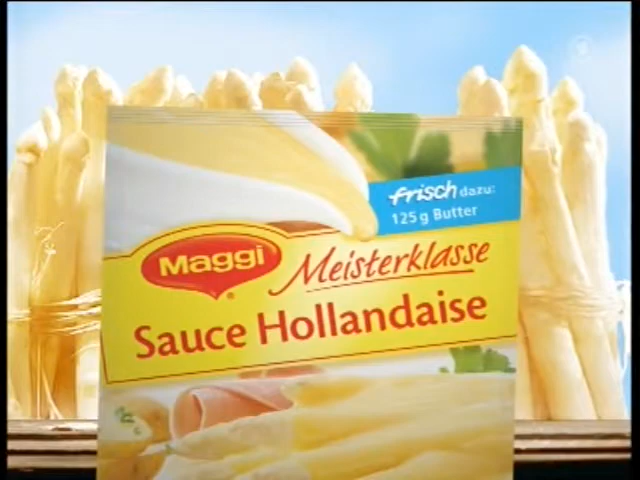 frisch dazu:
125 g Butter
Maggi
Meisterklasse
Sauce Hollandaise